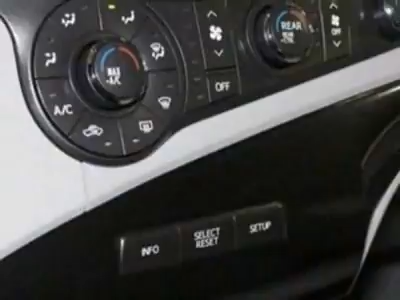 MAX
A/C
REAR
A/C
OFF
OFF
INFO
SELECT
RESET
SETUP